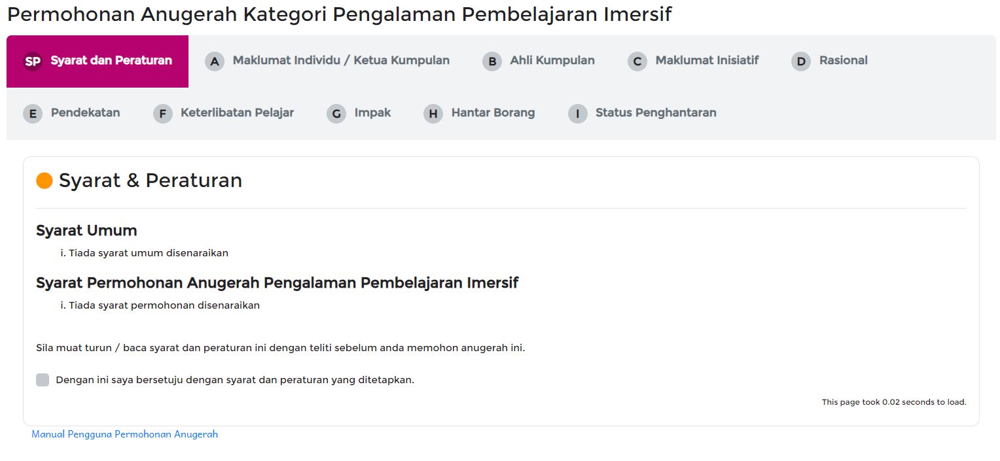 Permohonan Anugerah Kategori Pengalaman Pembelajaran Imersif
SP Syarat dan Peraturan A Maklumat Individu / Ketua Kumpulan B Ahli Kumpulan C Maklumat Inisiatif D Rasional
E Pendekatan F Keterlibatan Pelajar G Impak H Hantar Borang I Status Penghantaran
Syarat & Peraturan
Syarat Umum
i. Tiada syarat umum disenaraikan
Syarat Permohonan Anugerah Pengalaman Pembelajaran Imersif
i. Tiada syarat permohonan disenaraikan
Sila muat turun / baca syarat dan peraturan ini dengan teliti sebelum anda memohon anugerah ini.
Dengan ini saya bersetuju dengan syarat dan peraturan yang ditetapkan.
This page took 0.02 seconds to load.
Manual Pengguna Permohonan Anugerah